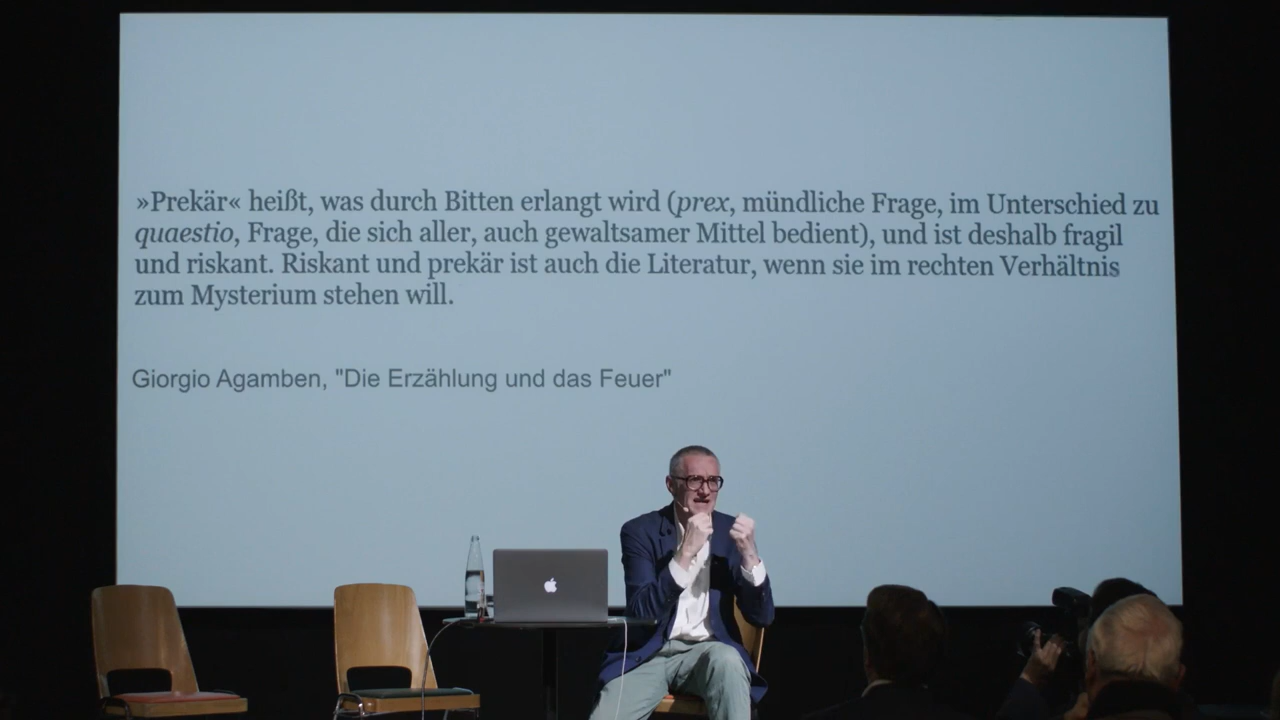 »Prekär« heißt, was durch Bitten erlangt wird (prex, mündliche Frage, im Unterschied zu
quaestio, Frage, die sich aller, auch gewaltsamer Mittel bedient), und ist deshalb fragil
und riskant. Riskant und prekär ist auch die Literatur, wenn sie im rechten Verhältnis
zum Mysterium stehen will.
Giorgio Agamben, "Die Erzählung und das Feuer"